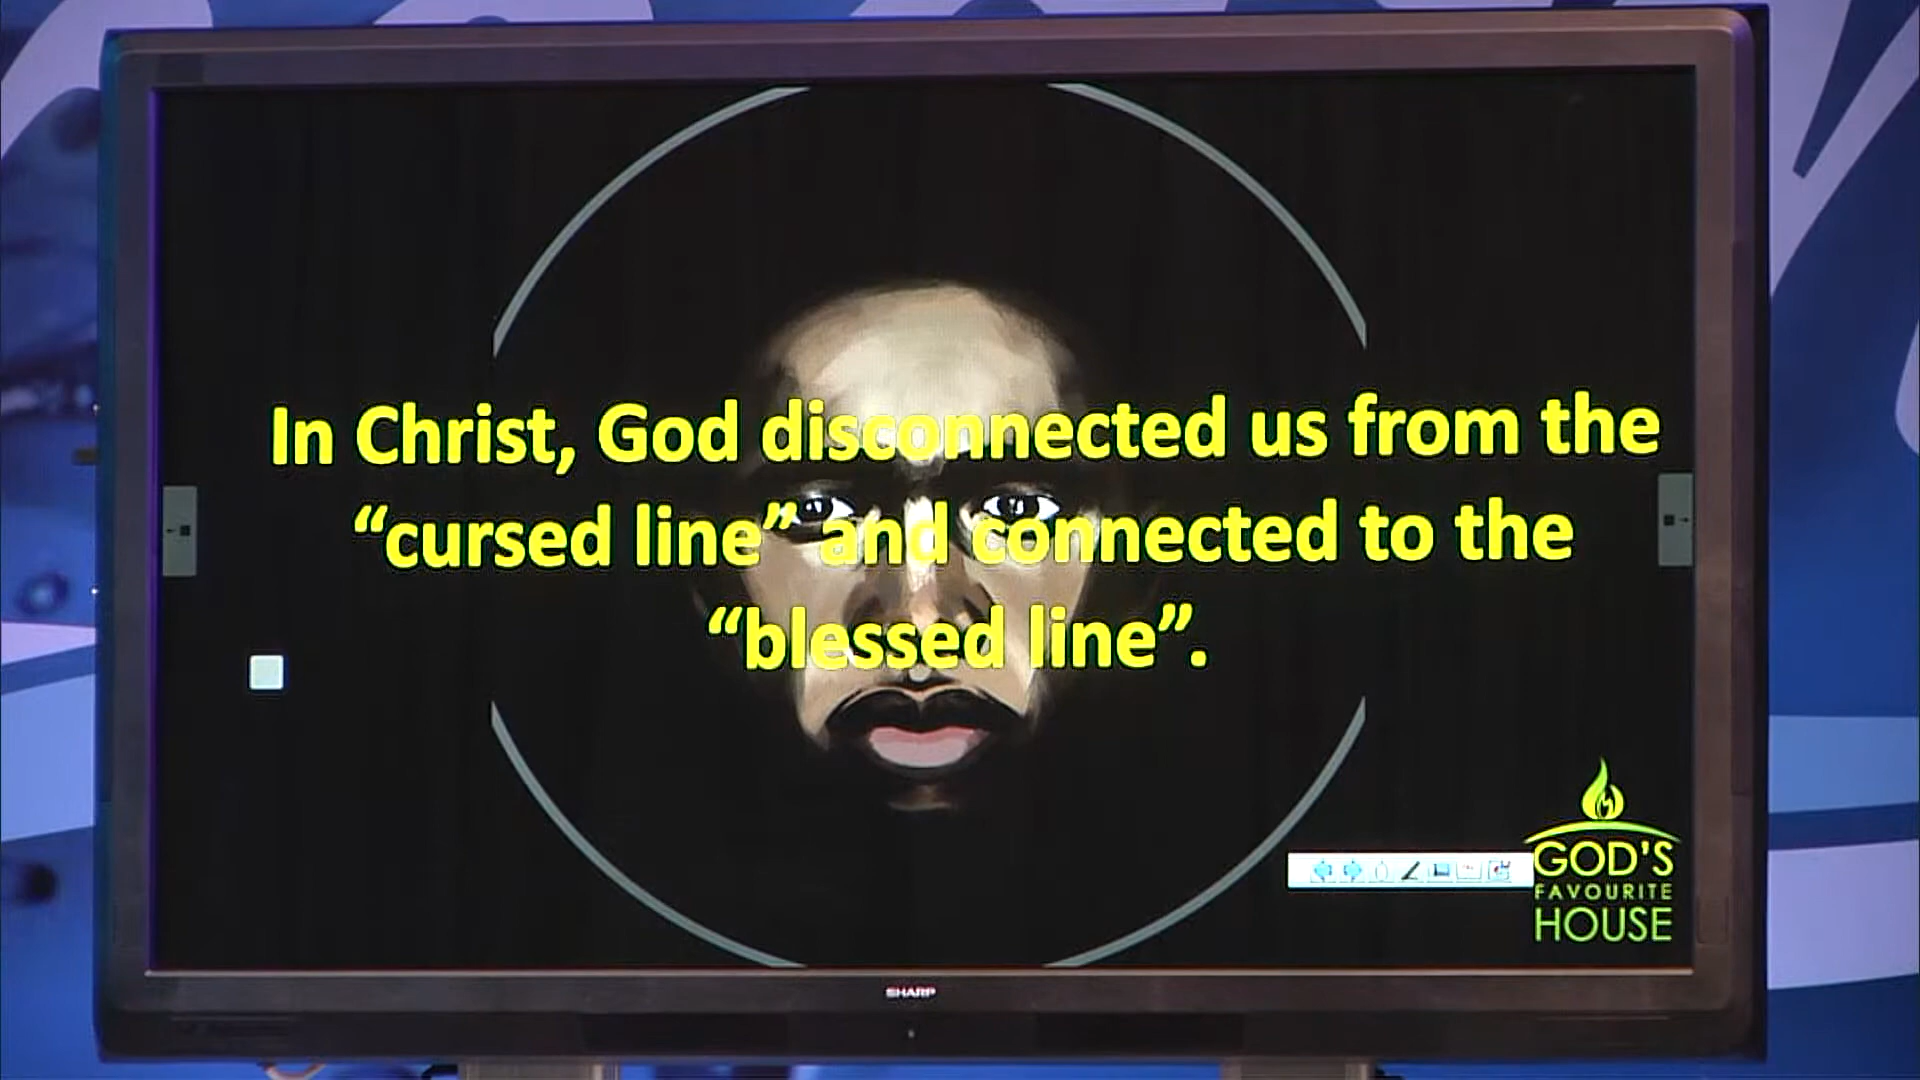 In Christ, God disconnected us from the
“cursed line” and connected to the
“blessed line”.
GOD'S
FAVOURITE
HOUSE
SHARP